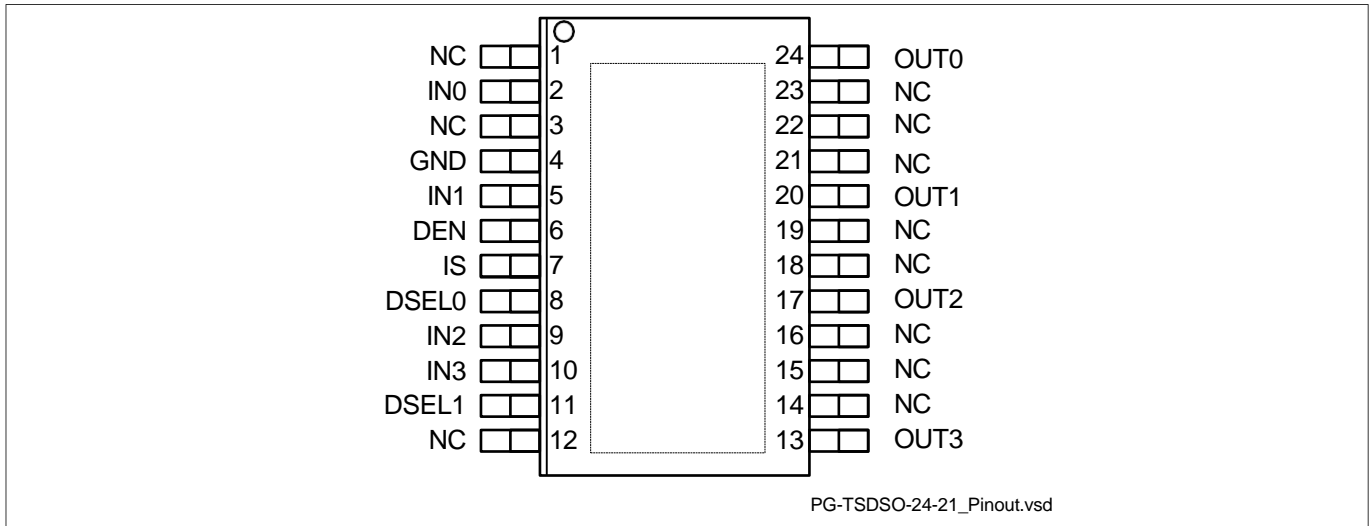 NC 1 24 OUT0
IN0 2 23 NC
NC 3 22 NC
GND 4 21 NC
IN1 5 20 OUT1
DEN 6 19 NC
IS 7 18 NC
DSEL0 8 17 OUT2
IN2 9 16 NC
IN3 10 15 NC
DSEL1 11 14 NC
NC 12 13 OUT3
PG-TSDSO-24-21_Pinout.vsd